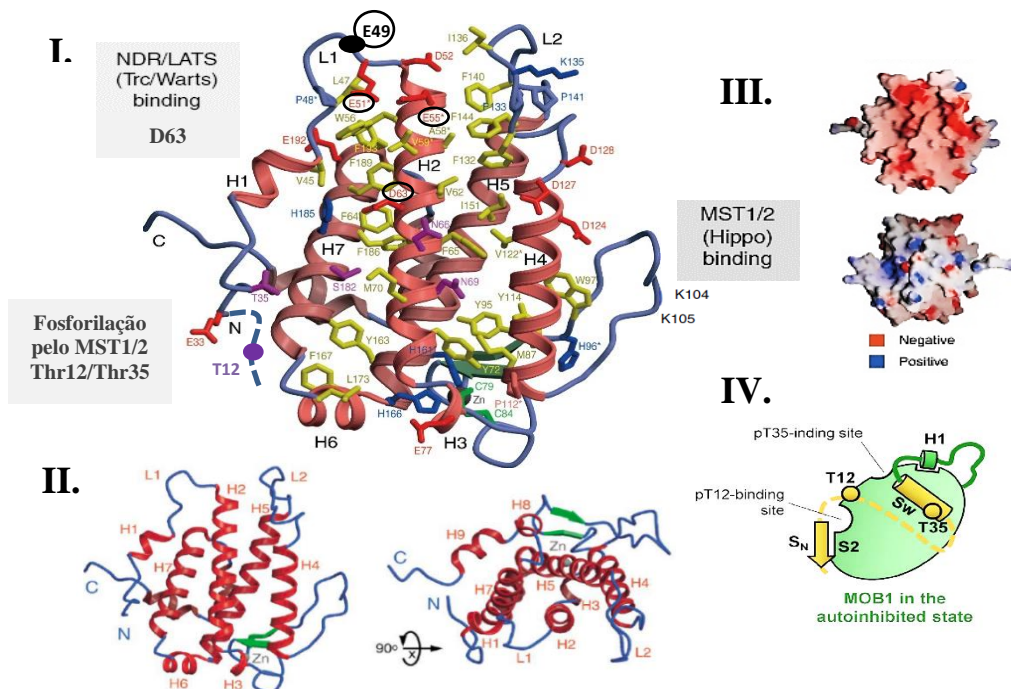 I.
NDR/LATS
(Trc/Warts)
binding
D63
E49
L1
D52
L47
P48*
E51*
E55*
W56
A58*
V59*
E192
F189
H2
D63*
V62
V45
H1
H185
F64
N66
F65
F186
H7
C
T35
S182
M70
N69
N
E33
T12
Fosforilação
pelo MST1/2
Thr12/Thr35
I136
L2
K135
F140
P133
P141
F144
F132
D128
H5
D127
I151
D124
V122*
H4
W97
Y114
Y95
K104
K105
M87
H96*
Y163
H161
Y72
F167
L173
C79
Zn
C84
P112*
H166
H6
H3
E77
MST1/2
(Hippo)
binding
III.
Negative
Positive
II.
L1
H2
L2
H5
H1
H7
H4
C
N
Zn
H6
H3
H8
H9
Zn
C
H7
H5
H4
H3
N
H1
H2
L1
L2
90º
x
IV.
pT35-inding site
H1
T12
pT12-binding
site
Sw
T35
SN
S2
MOB1 in the
autoinhibited state